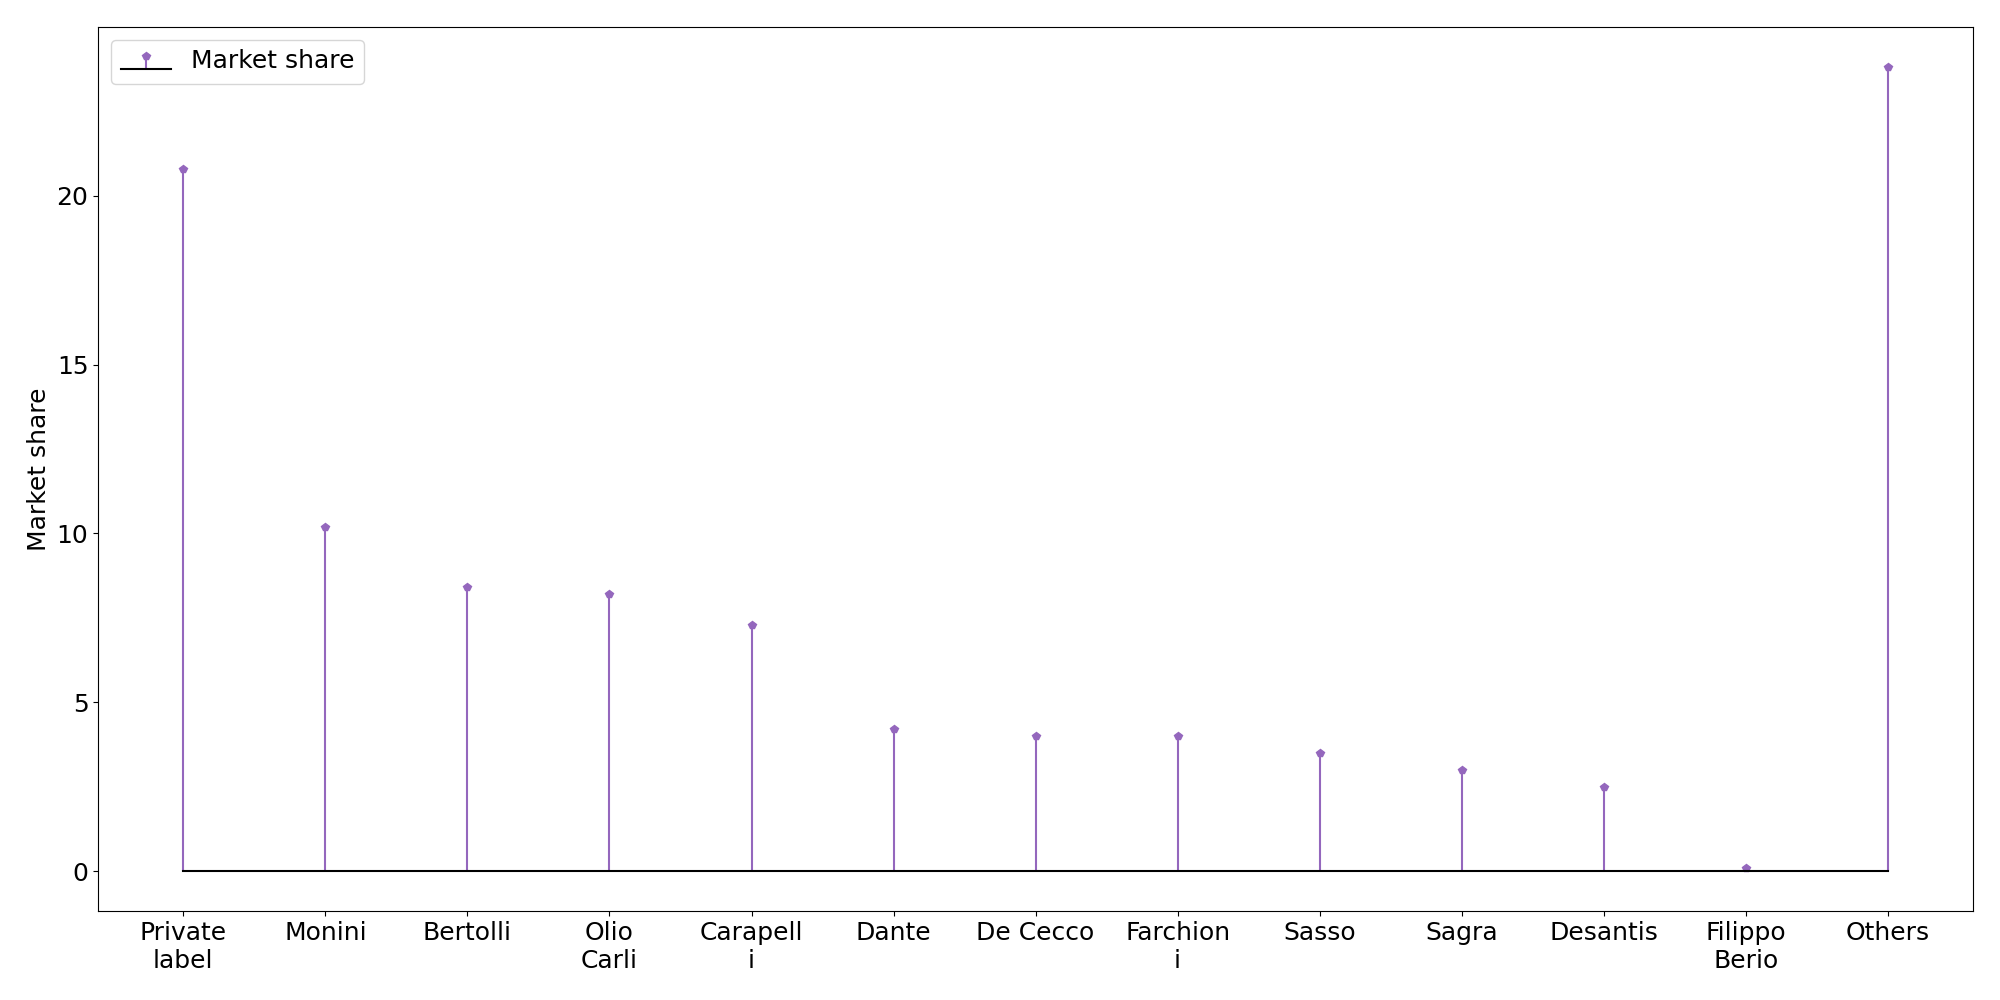 Market share
Market share
20
15
10
5
0
Private
label
Monini
Bertolli
Olio
Carli
Carapell
i
Dante
De Cecco
Farchion
i
Sasso
Sagra
Desantis
Filippo
Berio
Others